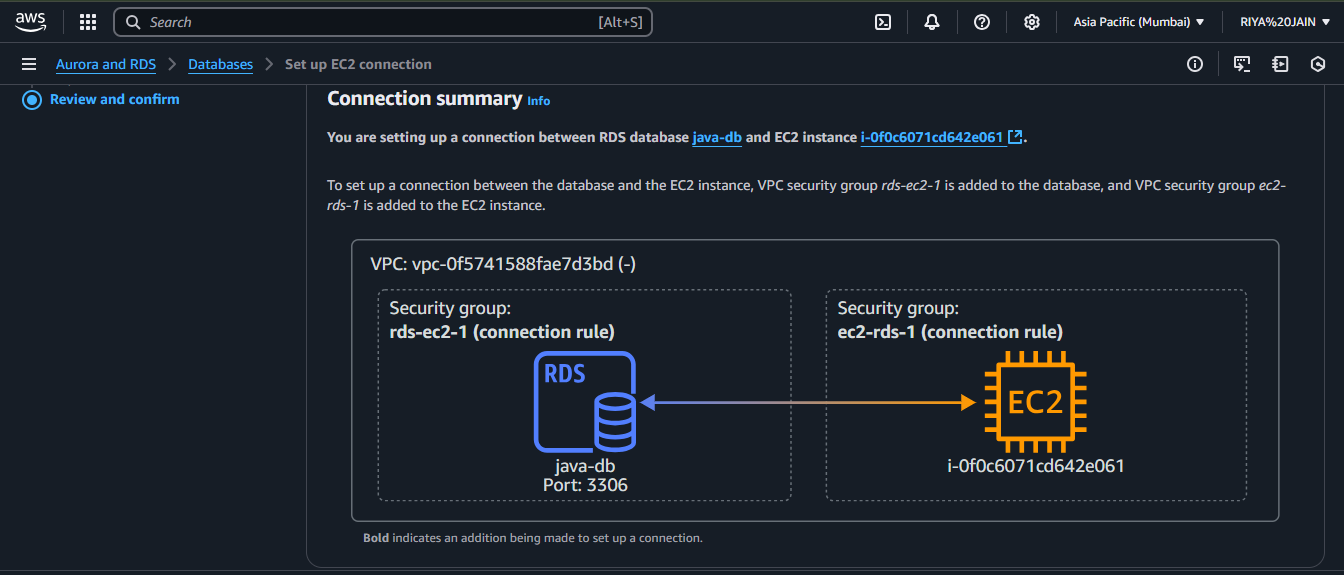 aws
Search
[Alt+S]
Asia Pacific (Mumbai)
RIYA%20JAIN
Aurora and RDS
Databases
Set up EC2 connection
Review and confirm
Connection summary Info
You are setting up a connection between RDS database java-db and EC2 instance i-0f0c6071cd642e061.
To set up a connection between the database and the EC2 instance, VPC security group rds-ec2-1 is added to the database, and VPC security group ec2-
rds-1 is added to the EC2 instance.
VPC: vpc-0f5741588fae7d3bd (-)
Security group:
rds-ec2-1 (connection rule)
RDS
java-db
Port: 3306
Security group:
ec2-rds-1 (connection rule)
EC2
i-0f0c6071cd642e061
Bold indicates an addition being made to set up a connection.